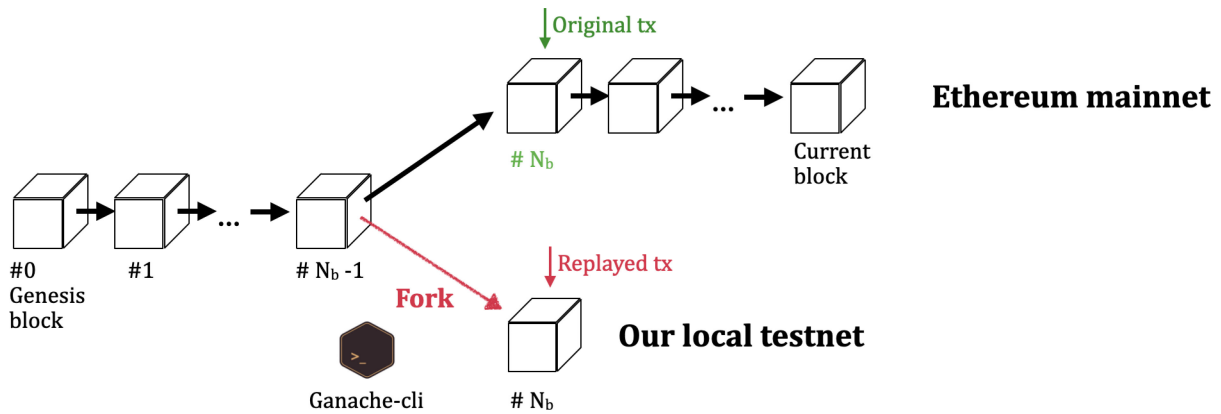 Original tx
Ethereum mainnet
...
# Nb
Current
block
...
#0
Genesis
block
#1
# Nb -1
Replayed tx
Fork
Our local testnet
>_
Ganache-cli
# Nb